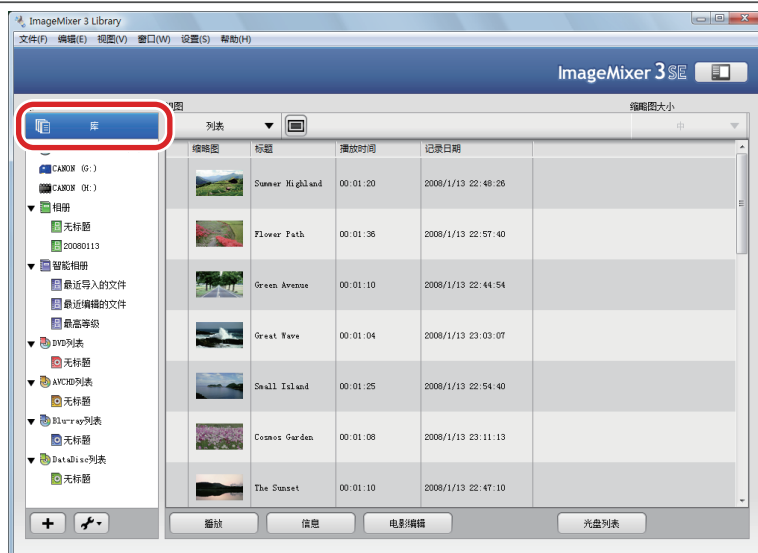 ImageMixer 3 Library
文件(F) 编辑(E) 视图(V) 窗口(W) 设置(S) 帮助(H)
ImageMixer 3 SE
视图 缩略图大小
库 列表 中
缩略图 标题 播放时间 记录日期
CANON (G:)
CANON (H:)
相册
无标题
20080113
智能相册
最近导入的文件
最近编辑的文件
最高等级
DVD列表
无标题
AVCHD列表
无标题
Blu-ray列表
无标题
DataDisc列表
无标题
Summer Highland 00:01:20 2008/1/13 22:48:26
Flower Path 00:01:36 2008/1/13 22:57:40
Green Avenue 00:01:10 2008/1/13 22:44:54
Great Wave 00:01:04 2008/1/13 23:03:07
Small Island 00:01:25 2008/1/13 22:54:40
Cosmos Garden 00:01:08 2008/1/13 23:11:13
The Sunset 00:01:10 2008/1/13 22:47:10
播放 信息 电影编辑 光盘列表